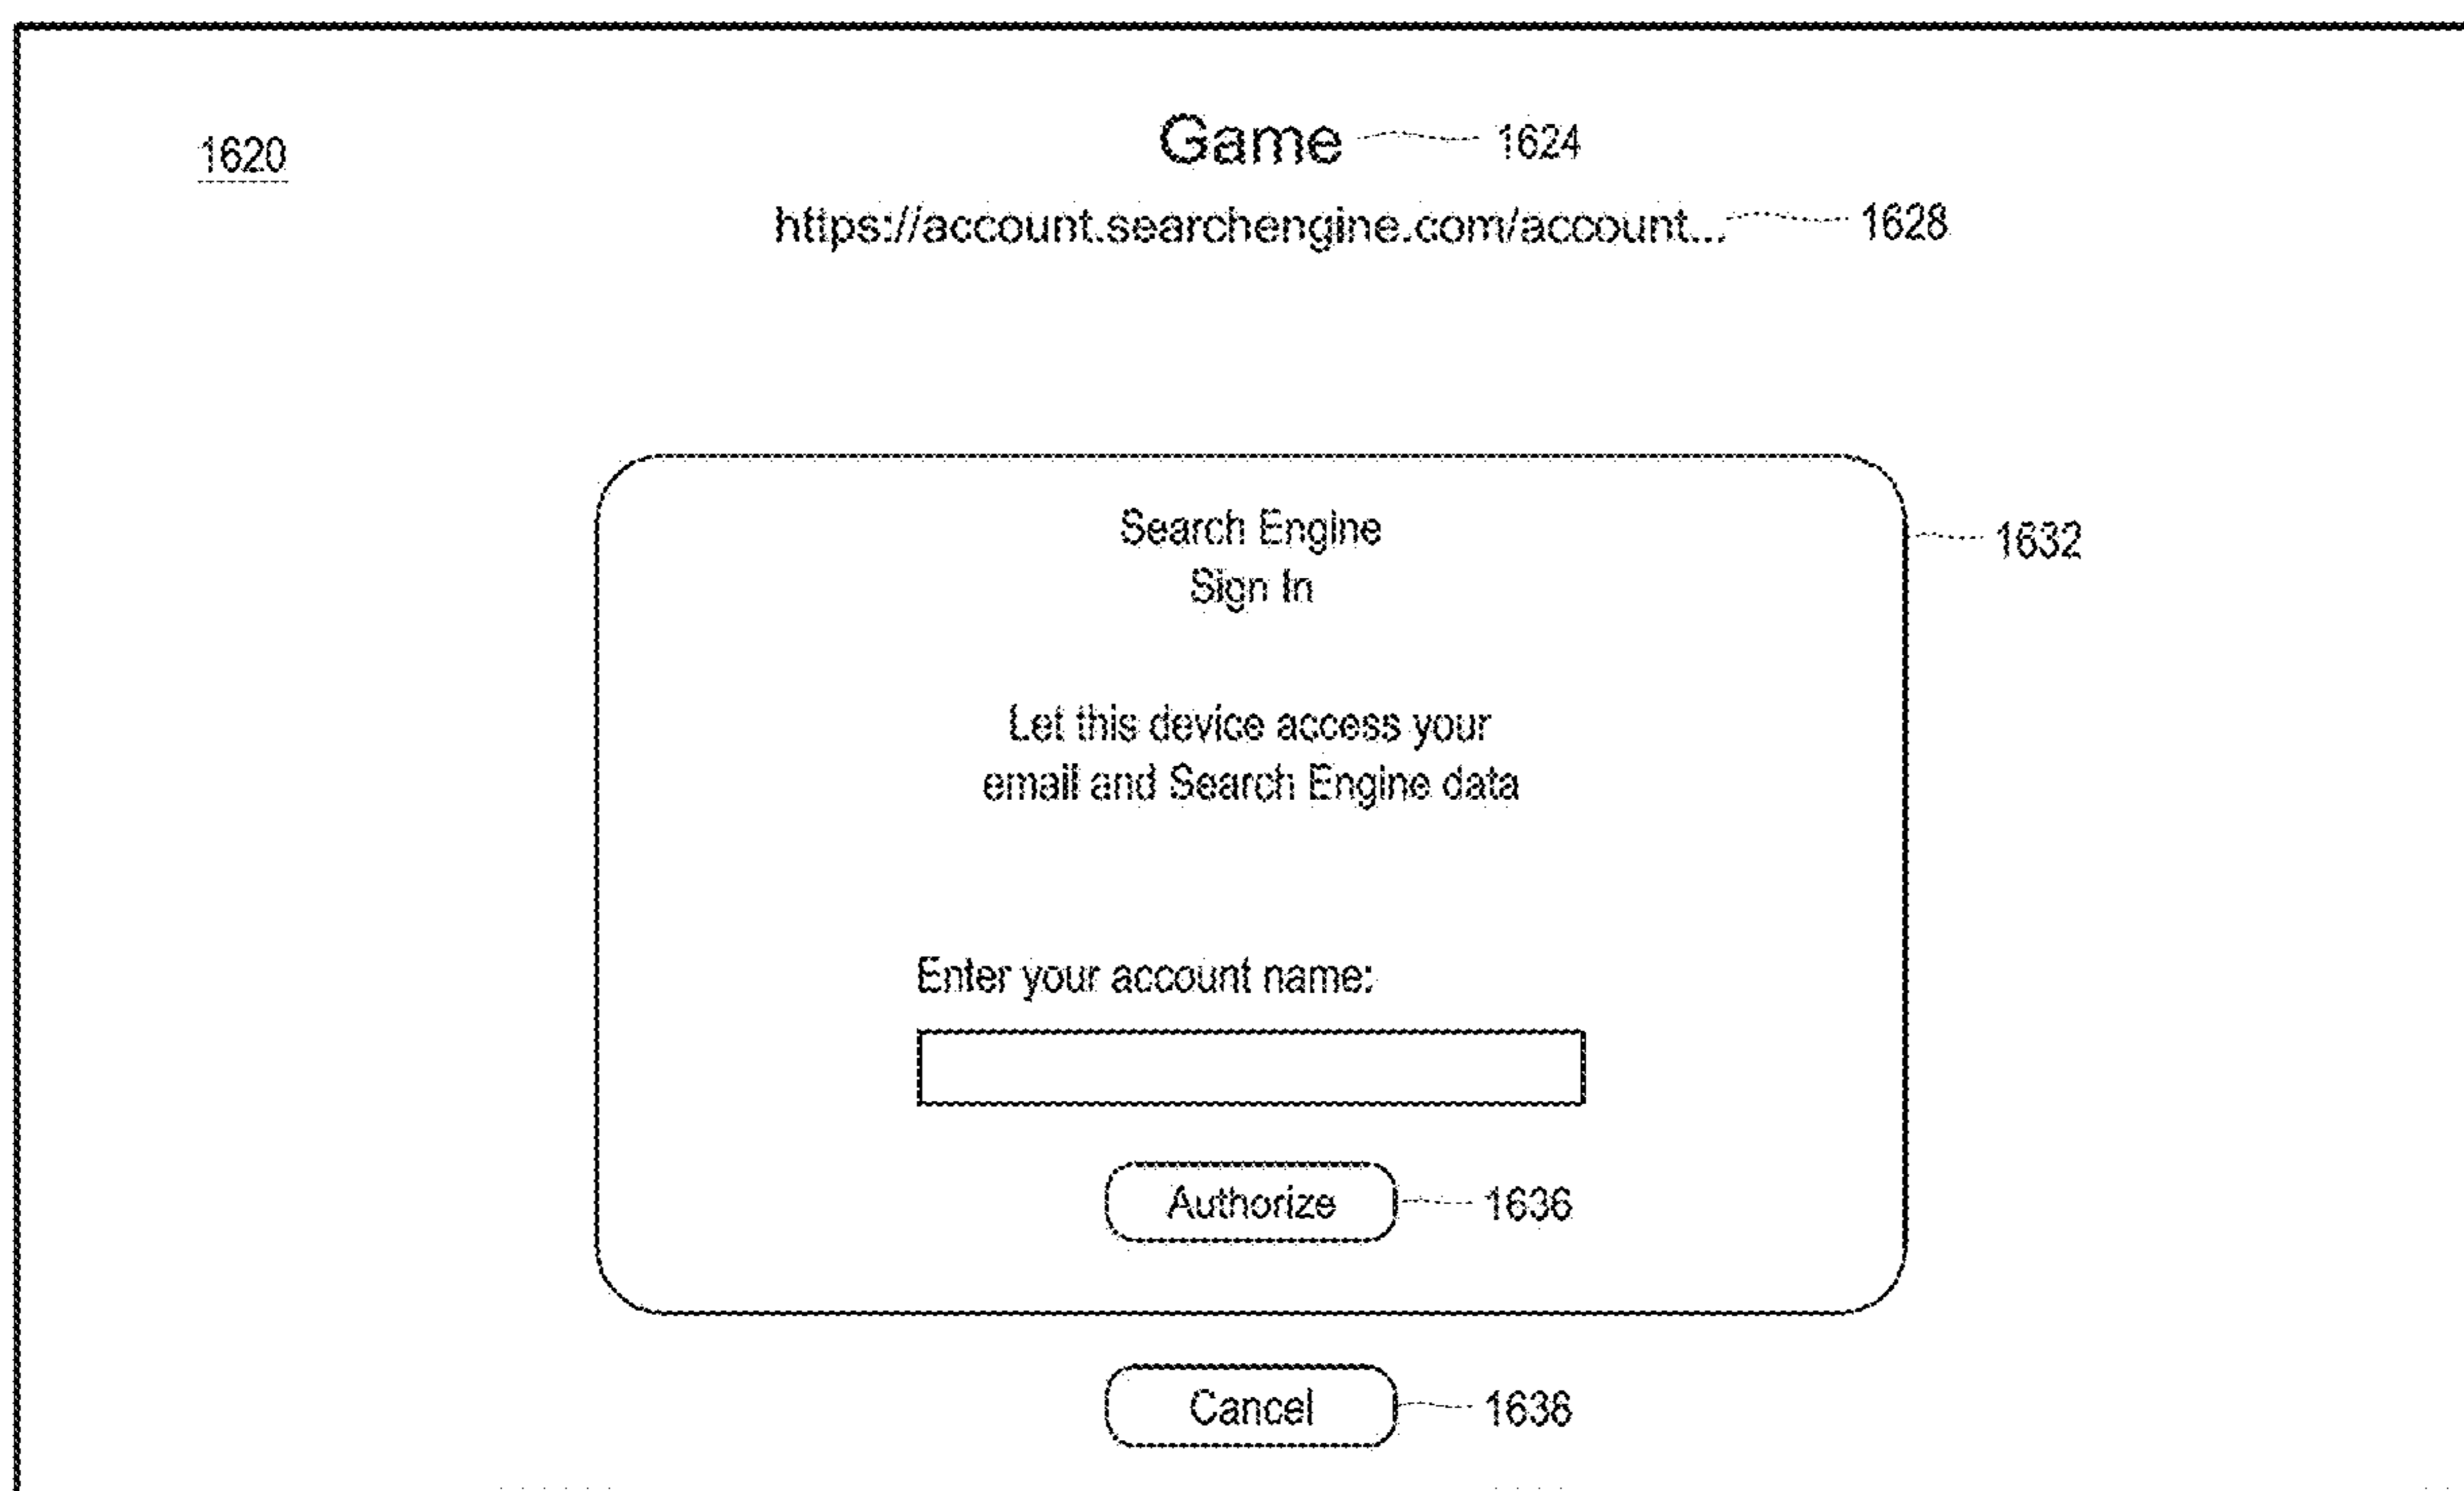 1620
Game 1624
https://account.searchengine.com/account... 1628
Search Engine
1632
Sign In
Let this device access your
email and Search Engine data
Enter your account name:
Authorize 1636
Cancel 1638